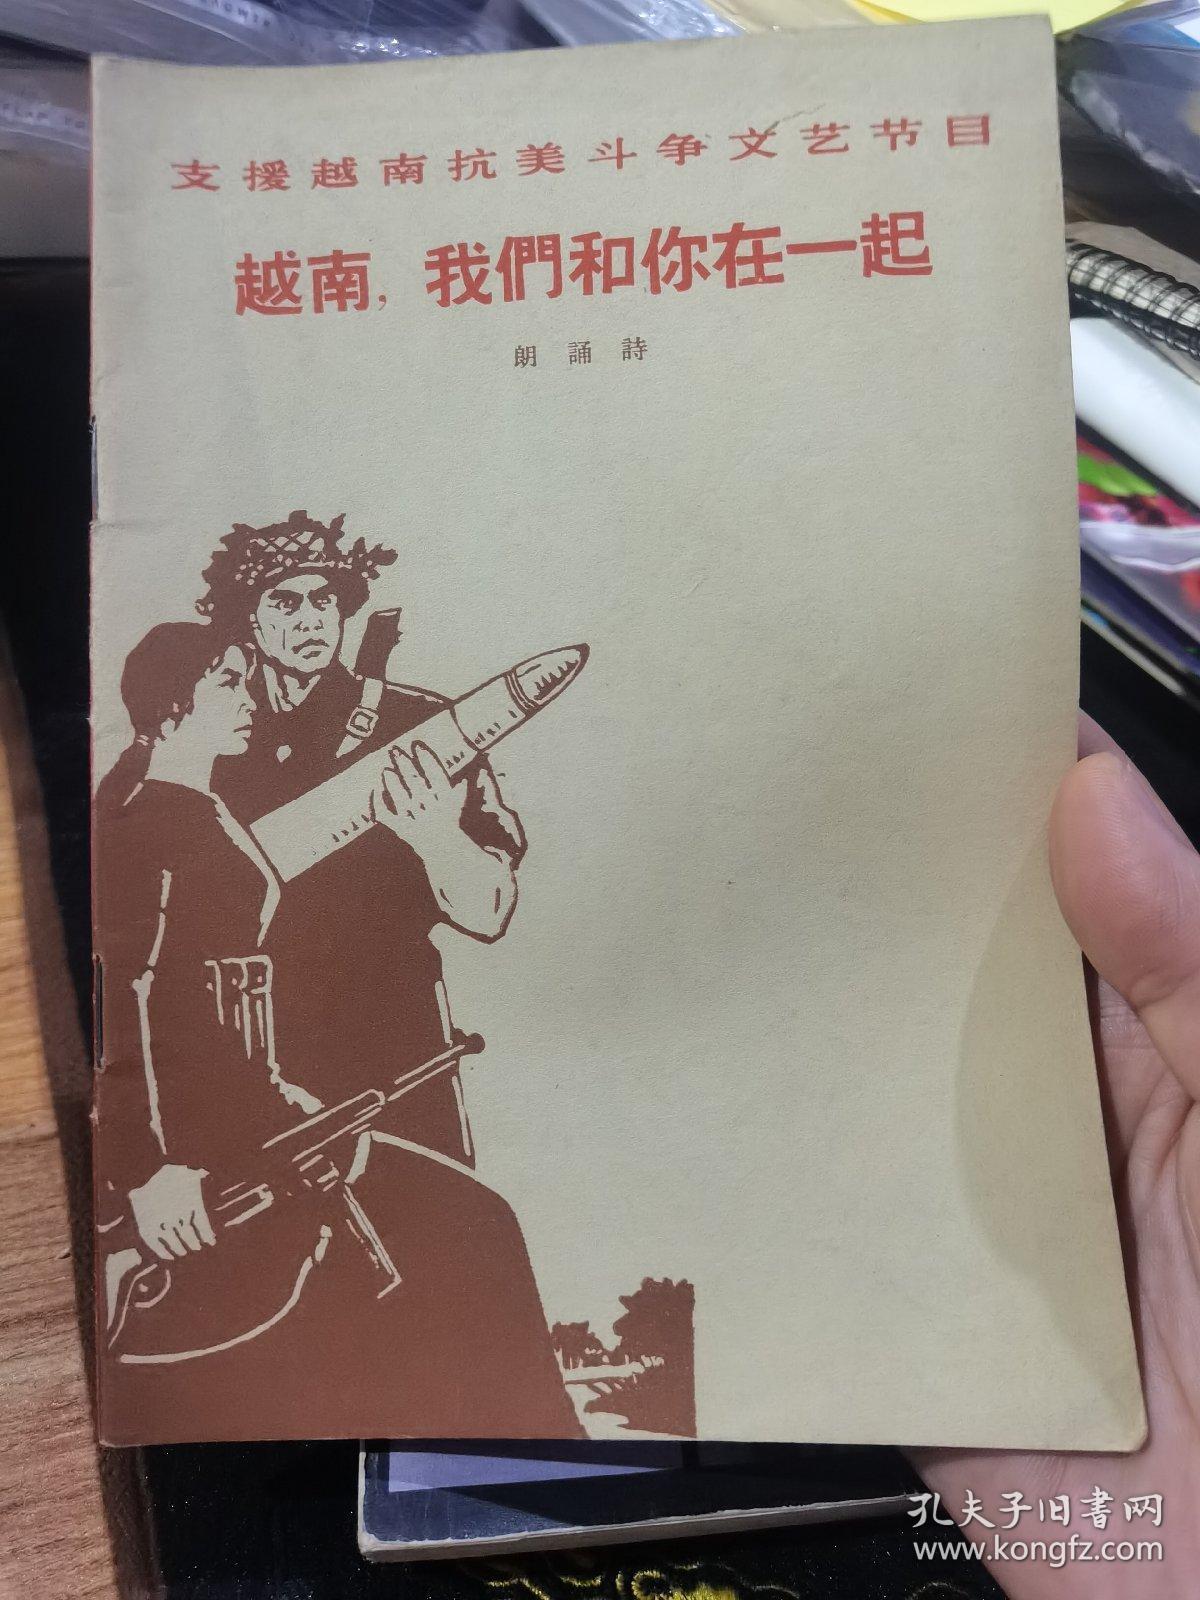 支援越南抗美斗争文艺节目
越南，我們和你在一起
朗誦詩
孔夫子旧書网
www.kongfz.com